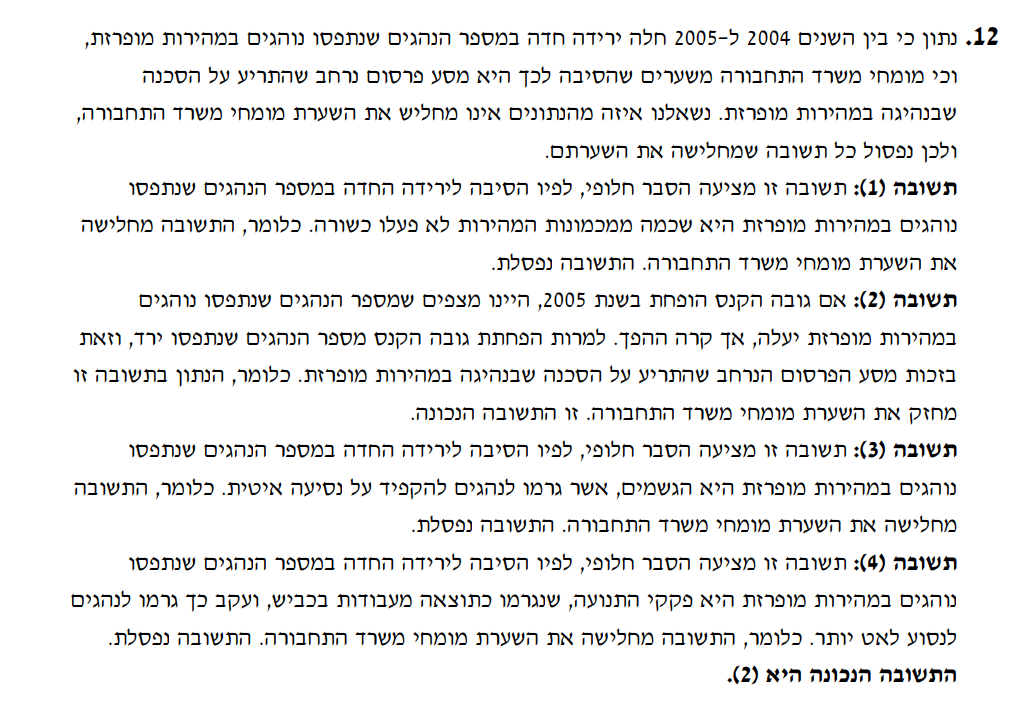 12. נתון כי בין השנים 2004 ל-2005 חלה ירידה חדה במספר הנהגים שנתפסו נוהגים במהירות מופרזת,
וכי מומחי משרד התחבורה משערים שהסיבה לכך היא מסע פרסום נרחב שהתריע על הסכנה
שבנהיגה במהירות מופרזת. נשאלנו איזה מהנתונים אינו מחליש את השערת מומחי משרד התחבורה,
ולכן נפסול כל תשובה שמחלישה את השערתם.
תשובה (1): תשובה זו מציעה הסבר חלופי, לפיו הסיבה לירידה החדה במספר הנהגים שנתפסו
נוהגים במהירות מופרזת היא שכמה ממכמונות המהירות לא פעלו כשורה. כלומר, התשובה מחלישה
את השערת מומחי משרד התחבורה. התשובה נפסלת.
תשובה (2): אם גובה הקנס הופחת בשנת 2005, היינו מצפים שמספר הנהגים שנתפסו נוהגים
במהירות מופרזת יעלה, אך קרה ההפך. למרות הפחתת גובה הקנס מספר הנהגים שנתפסו ירד, וזאת
בזכות מסע הפרסום הנרחב שהתריע על הסכנה שבנהיגה במהירות מופרזת. כלומר, הנתון בתשובה זו
מחזק את השערת מומחי משרד התחבורה. זו התשובה הנכונה.
תשובה (3): תשובה זו מציעה הסבר חלופי, לפיו הסיבה לירידה החדה במספר הנהגים שנתפסו
נוהגים במהירות מופרזת היא הגשמים, אשר גרמו לנהגים להקפיד על נסיעה איטית. כלומר, התשובה
מחלישה את השערת מומחי משרד התחבורה. התשובה נפסלת.
תשובה (4): תשובה זו מציעה הסבר חלופי, לפיו הסיבה לירידה החדה במספר הנהגים שנתפסו
נוהגים במהירות מופרזת היא פקקי התנועה, שנגרמו כתוצאה מעבודות בכביש, ועקב כך גרמו לנהגים
לנסוע לאט יותר. כלומר, התשובה מחלישה את השערת מומחי משרד התחבורה. התשובה נפסלת.
התשובה הנכונה היא (2).